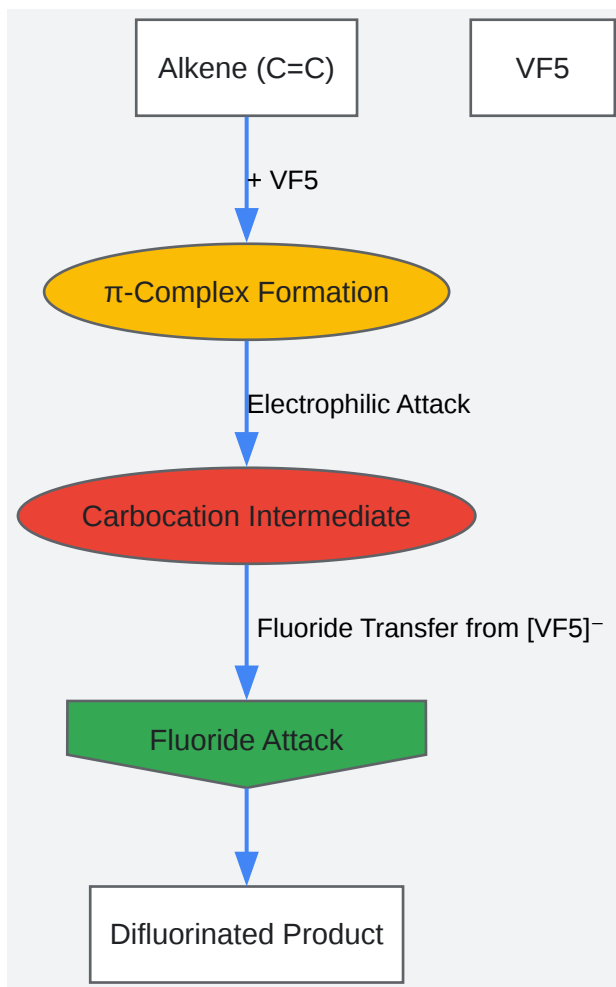 Alkene (C=C)
VF5
+ VF5
π-Complex Formation
Electrophilic Attack
Carbocation Intermediate
Fluoride Transfer from [VF5]⁻
Fluoride Attack
Difluorinated Product